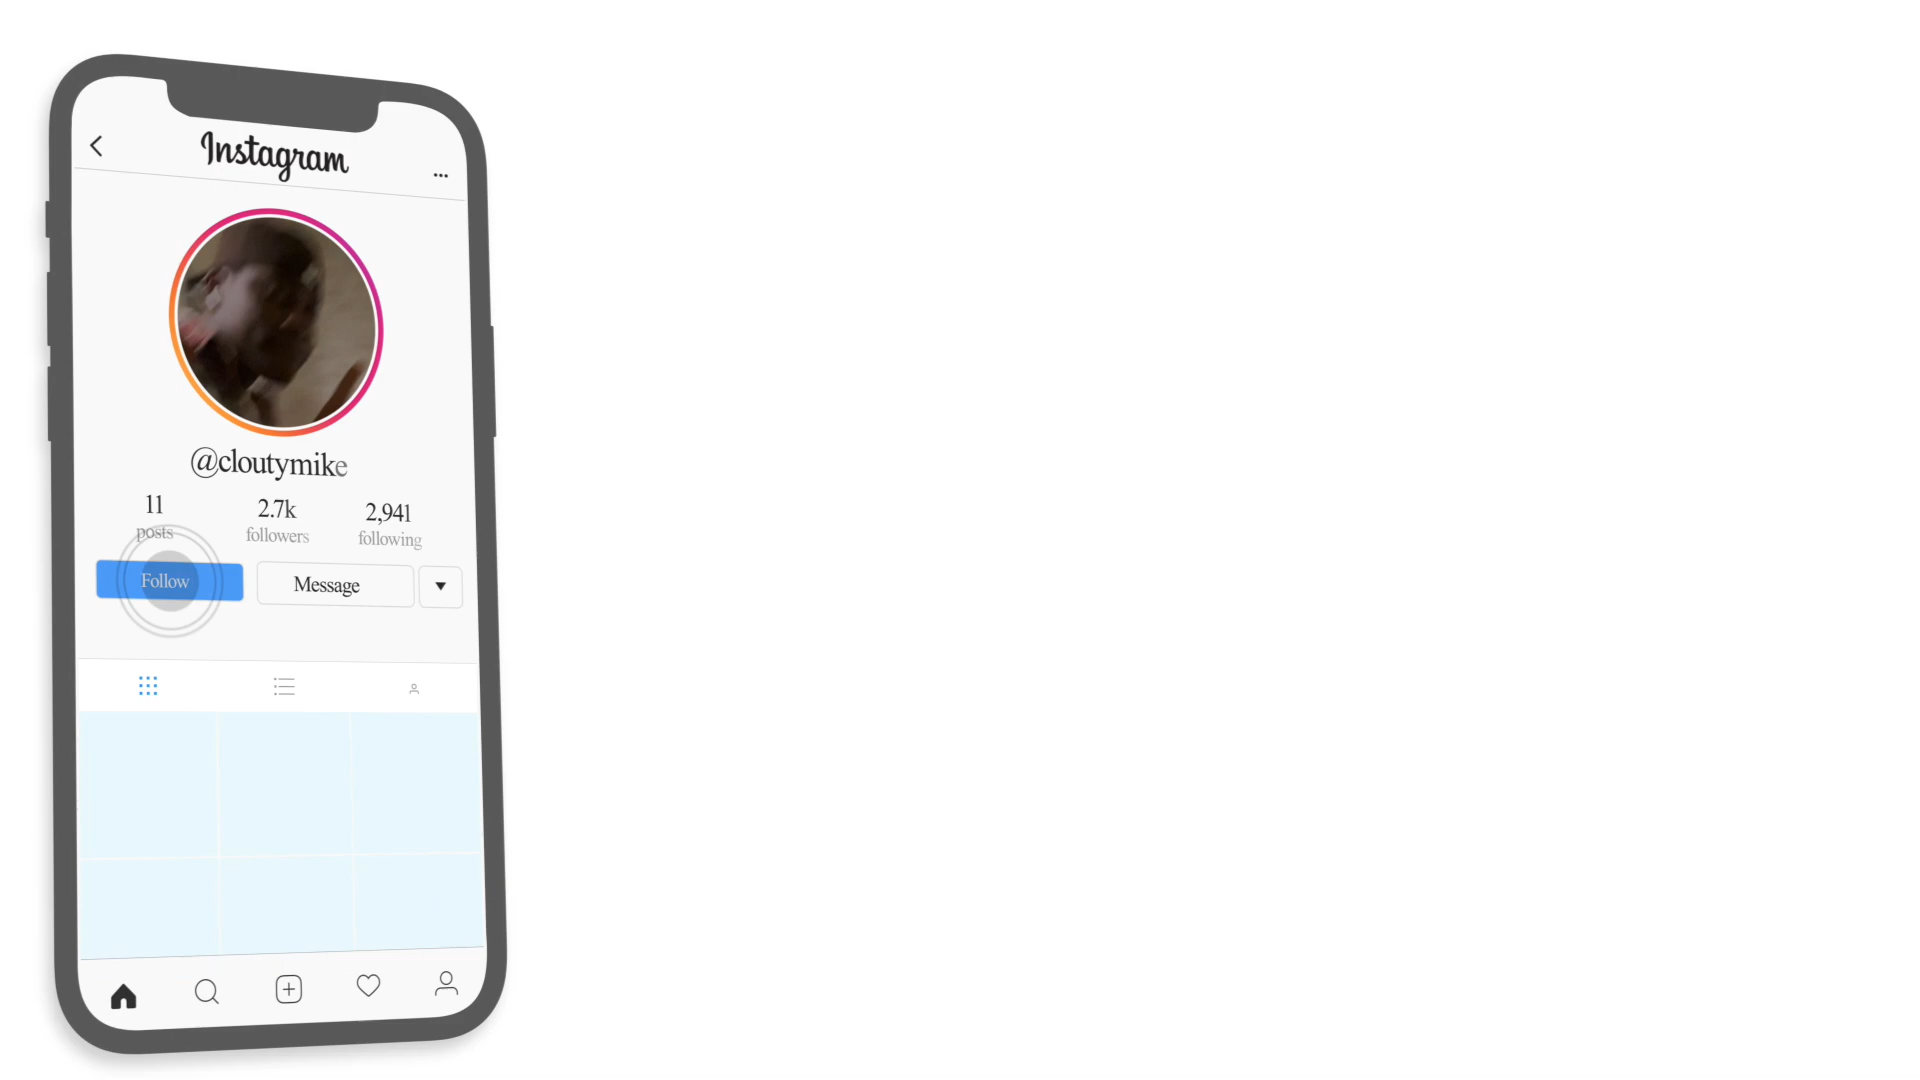 Instagram
@cloutymike
11 2.7k 2,941
posts followers following
Follow Message